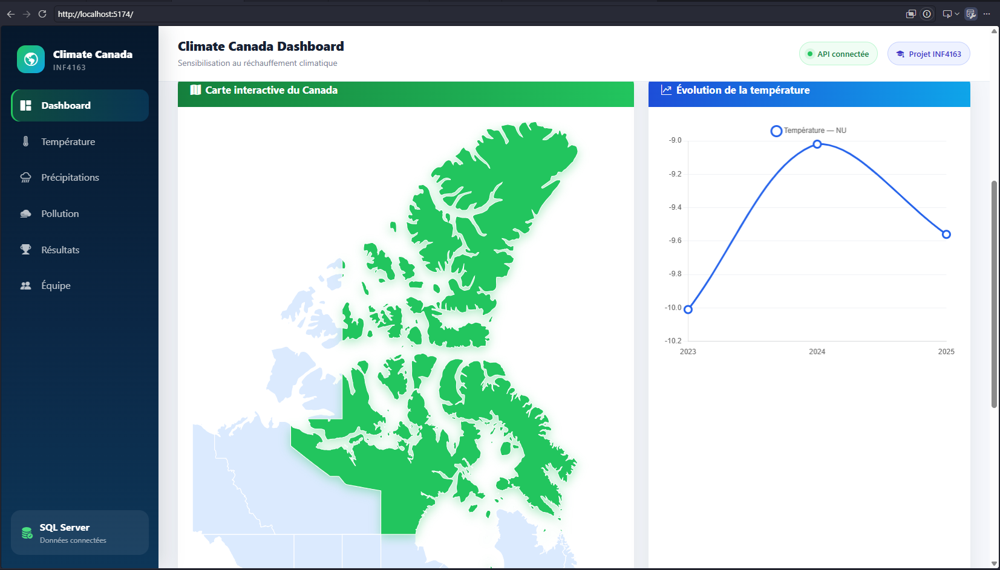 http://localhost:5174/
Climate Canada
INF4163
Dashboard
Température
Précipitations
Pollution
Résultats
Équipe
SQL Server
Données connectées
Climate Canada Dashboard
Sensibilisation au réchauffement climatique
API connectée
Projet INF4163
Carte interactive du Canada
Évolution de la température
Température — NU
-9.0
-9.2
-9.4
-9.6
-9.8
-10.0
-10.2
2023 2024 2025